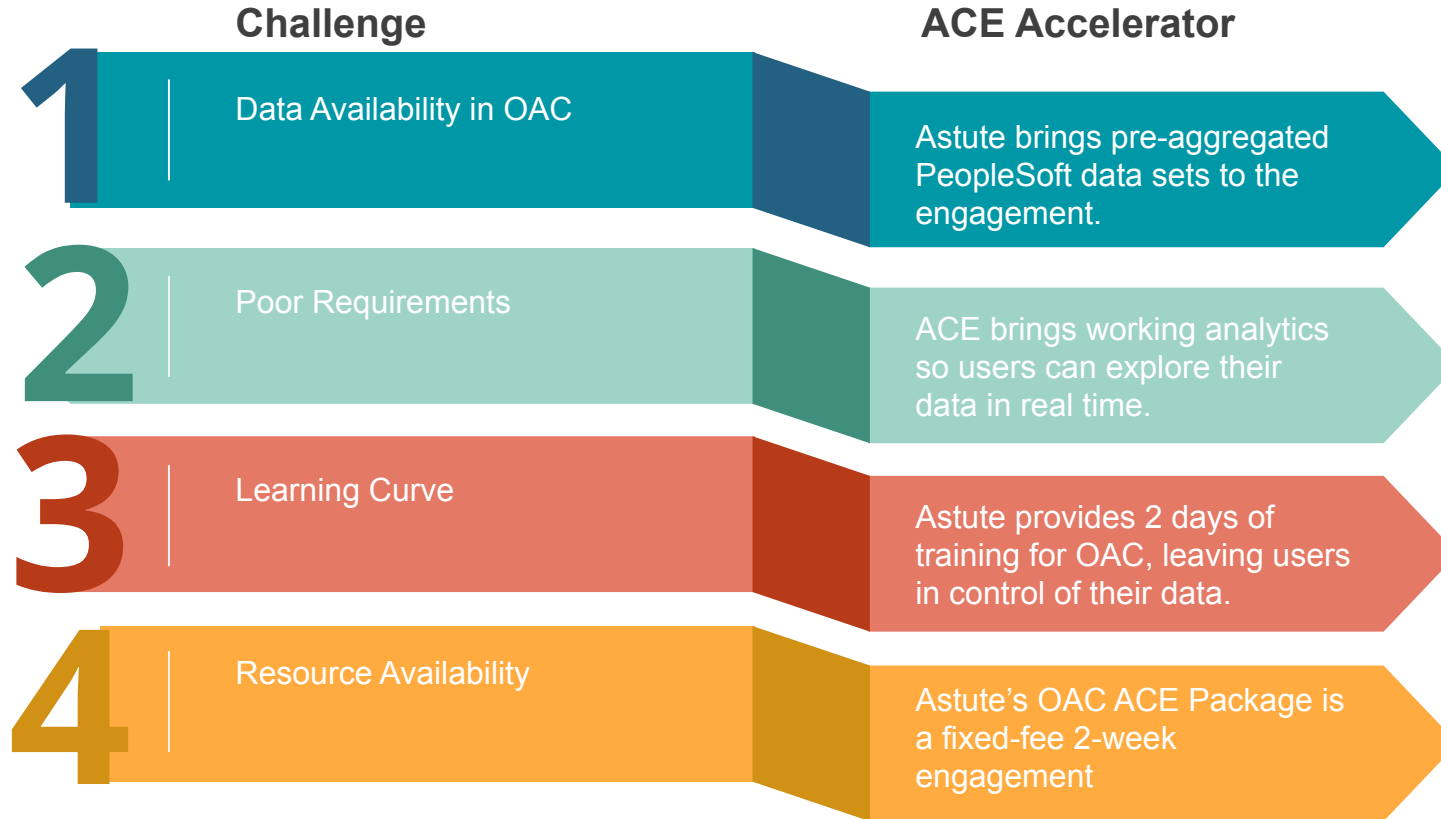 Challenge
ACE Accelerator
1
Data Availability in OAC
Astute brings pre-aggregated
PeopleSoft data sets to the
engagement.
2
Poor Requirements
ACE brings working analytics
so users can explore their
data in real time.
3
Learning Curve
Astute provides 2 days of
training for OAC, leaving users
in control of their data.
4
Resource Availability
Astute’s OAC ACE Package is
a fixed-fee 2-week
engagement